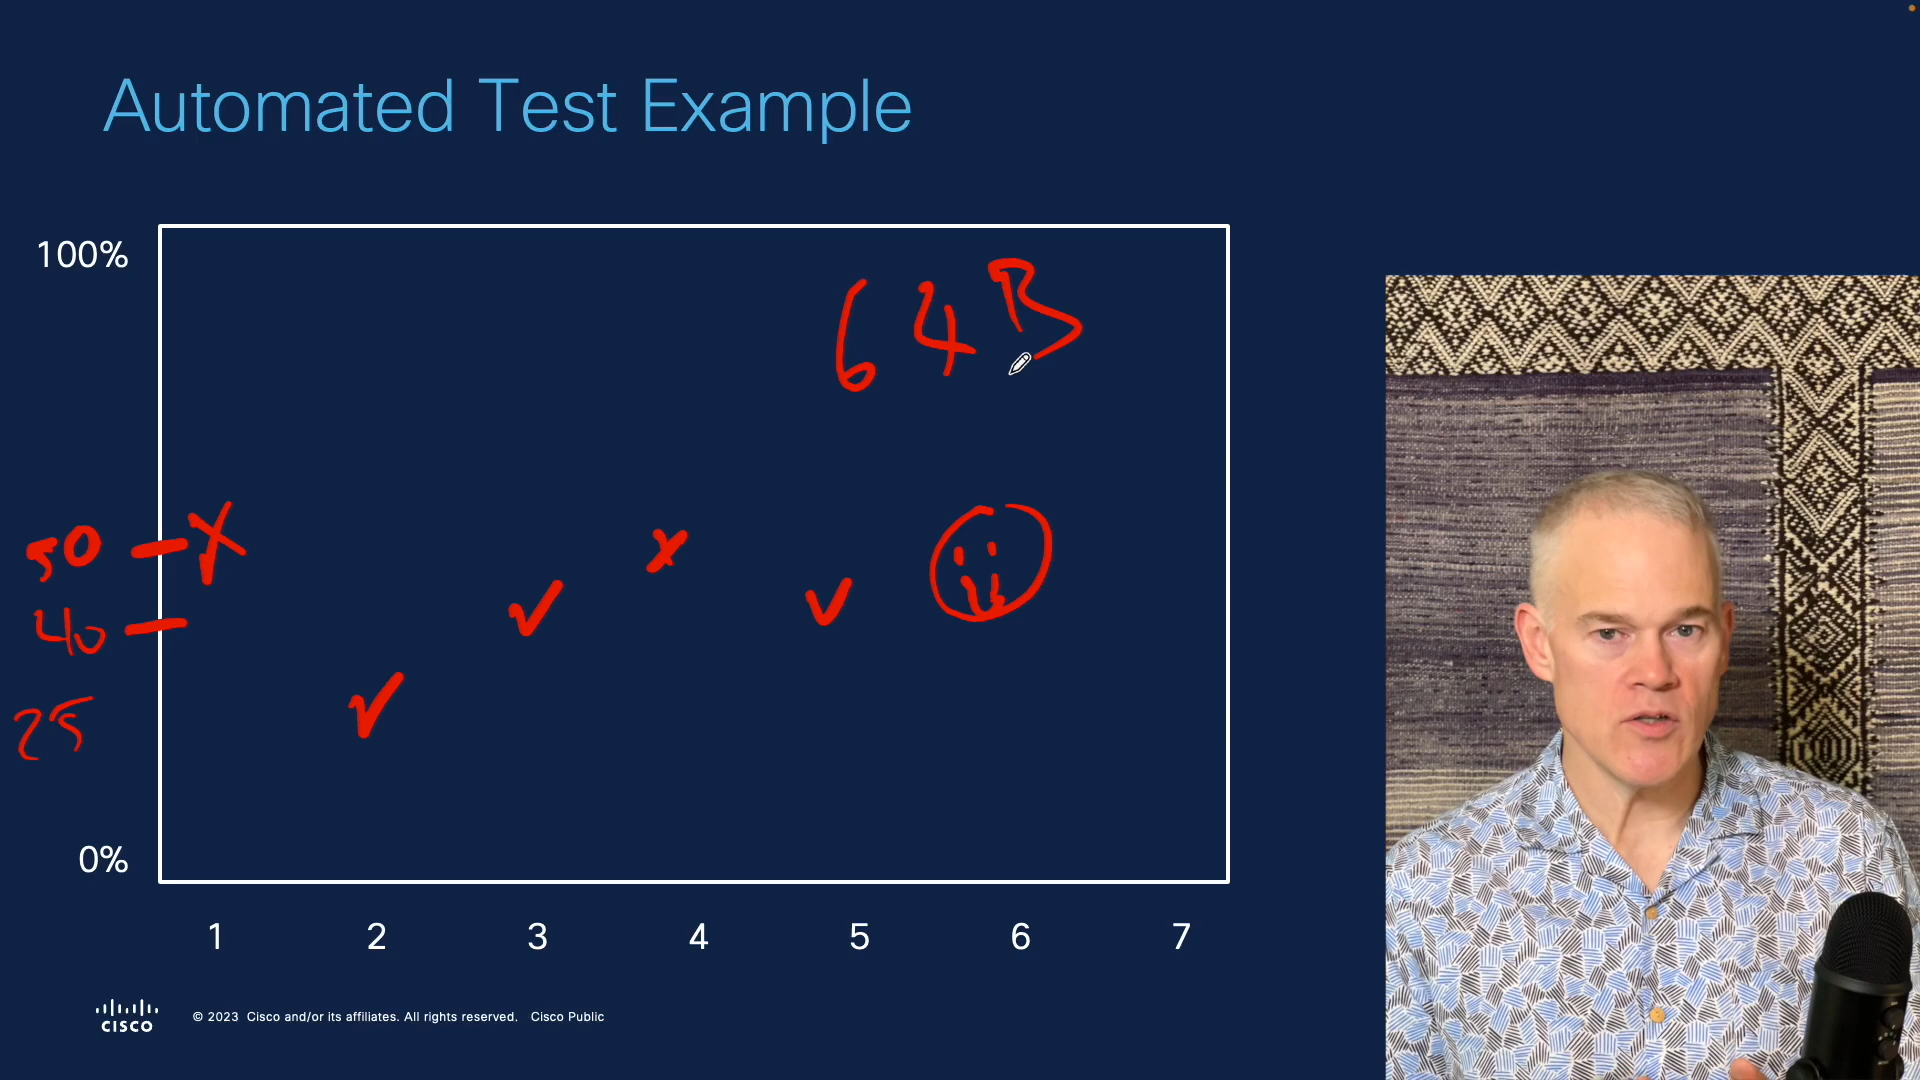 Automated Test Example
100%
64B
50
40
25
0%
1 2 3 4 5 6 7
CISCO
© 2023 Cisco and/or its affiliates. All rights reserved. Cisco Public